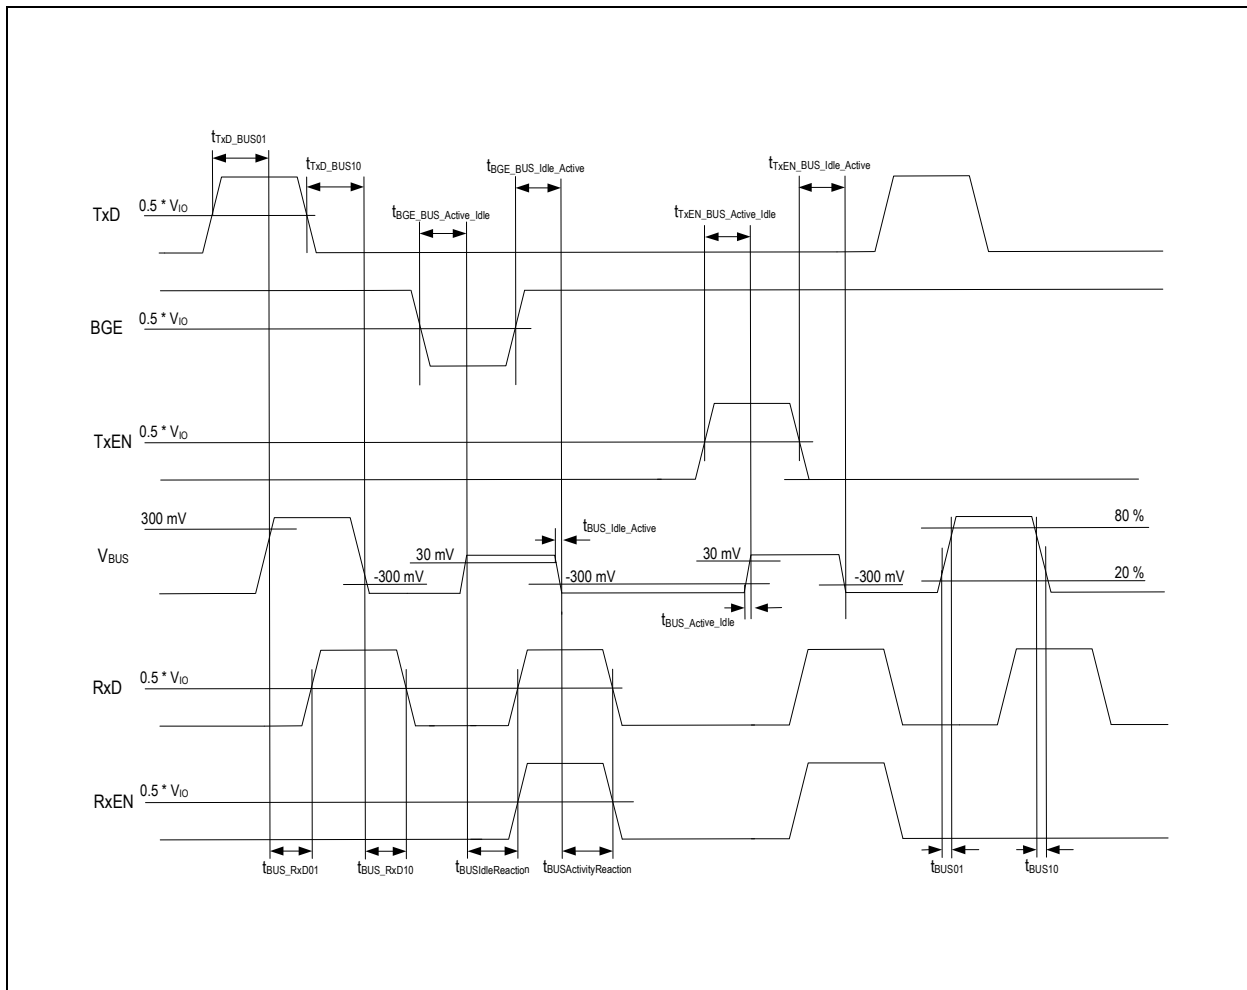 tTxD_BUS01
tTxD_BUS10
tBGE_BUS_Idle_Active
tTxEN_BUS_Idle_Active
tBGE_BUS_Active_Idle
tTxEN_BUS_Active_Idle
TxD 0.5 * VIO
BGE 0.5 * VIO
TxEN 0.5 * VIO
300 mV
80 %
tBUS_Idle_Active
VBUS
30 mV
30 mV
-300 mV
-300 mV
-300 mV
20 %
tBUS_Active_Idle
RxD 0.5 * VIO
RxEN 0.5 * VIO
tBUS_RxD01
tBUS_RxD10
tBUSIdleReaction
tBUSActivityReaction
tBUS01
tBUS10